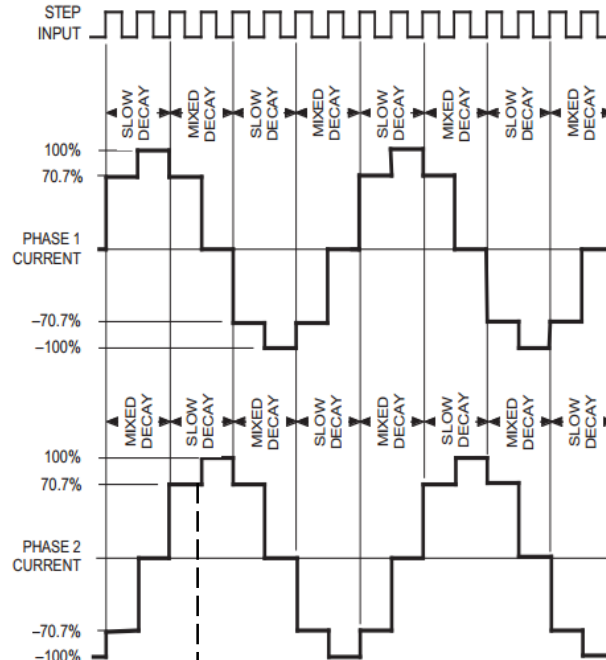 STEP
INPUT
SLOW
DECAY
MIXED
DECAY
SLOW
DECAY
MIXED
DECAY
SLOW
DECAY
MIXED
DECAY
SLOW
DECAY
MIXED
DECAY
100%
70.7%
PHASE 1
CURRENT
–70.7%
–100%
MIXED
DECAY
SLOW
DECAY
MIXED
DECAY
SLOW
DECAY
MIXED
DECAY
SLOW
DECAY
MIXED
DECAY
SLOW
DECAY
100%
70.7%
PHASE 2
CURRENT
–70.7%
–100%